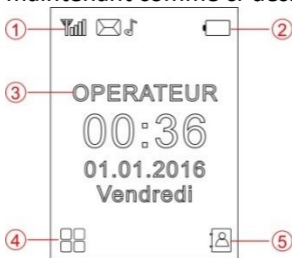 ① ②
③ OPERATEUR
00:36
01.01.2016
Vendredi
④ ⑤